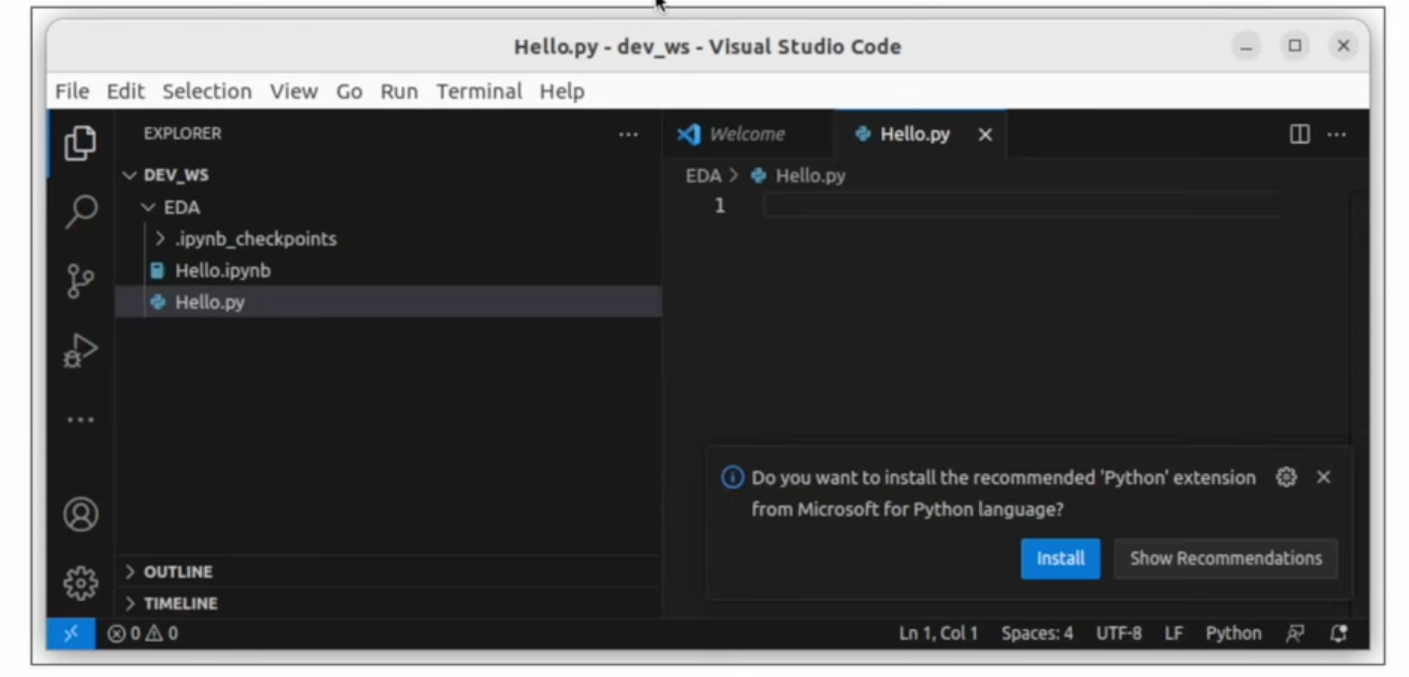 Hello.py - dev_ws - Visual Studio Code
File Edit Selection View Go Run Terminal Help
EXPLORER
Welcome
Hello.py
DEV_WS
EDA > Hello.py
EDA
1
.ipynb_checkpoints
Hello.ipynb
Hello.py
Do you want to install the recommended 'Python' extension
from Microsoft for Python language?
Install
Show Recommendations
OUTLINE
TIMELINE
0 0
Ln 1, Col 1 Spaces: 4 UTF-8 LF Python